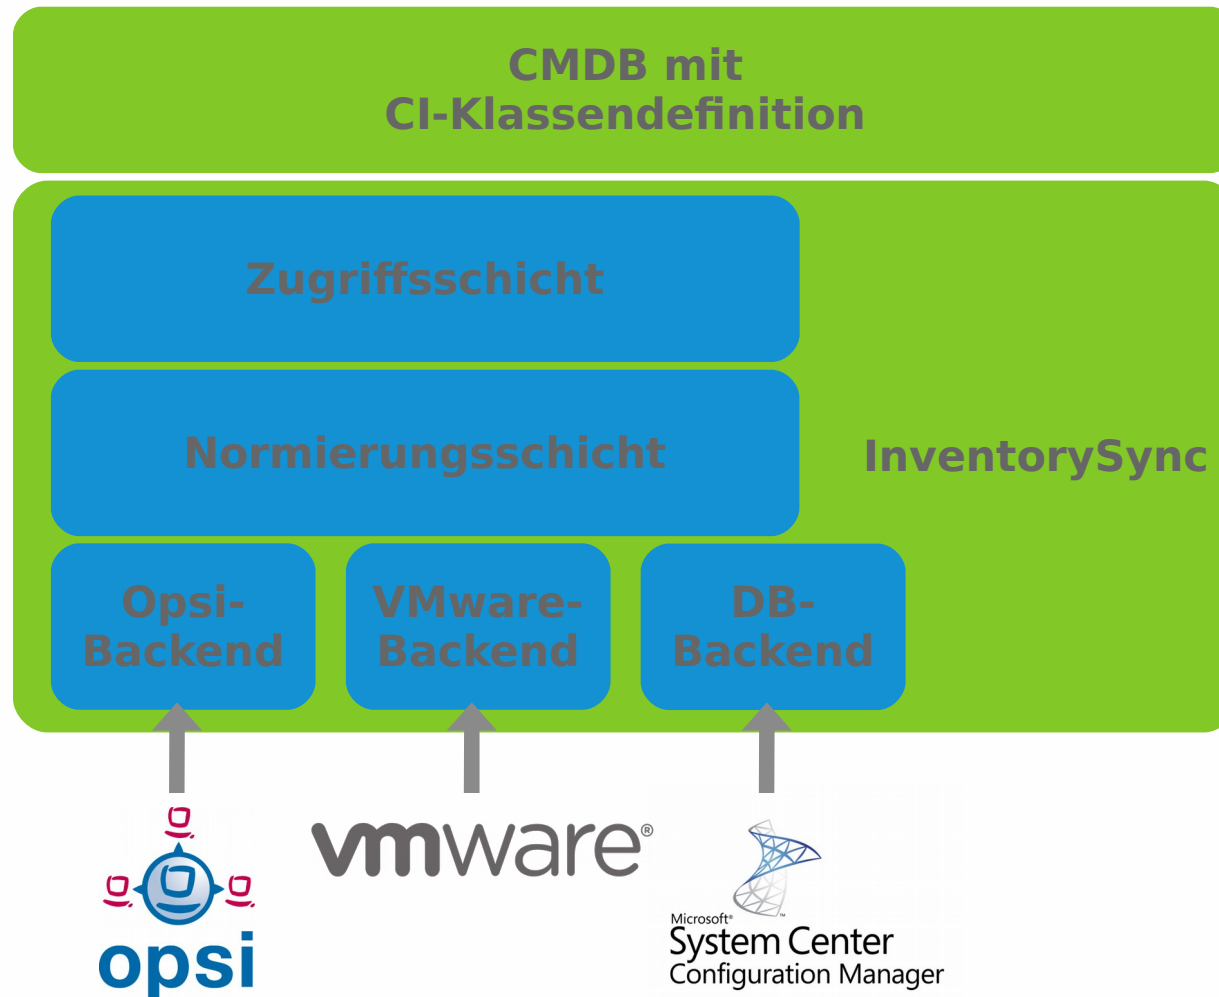 CMDB mit
CI-Klassendefinition
Zugriffsschicht
Normierungsschicht
InventorySync
Opsi-
Backend
VMware-
Backend
DB-
Backend
opsi
vmware®
Microsoft®
System Center
Configuration Manager